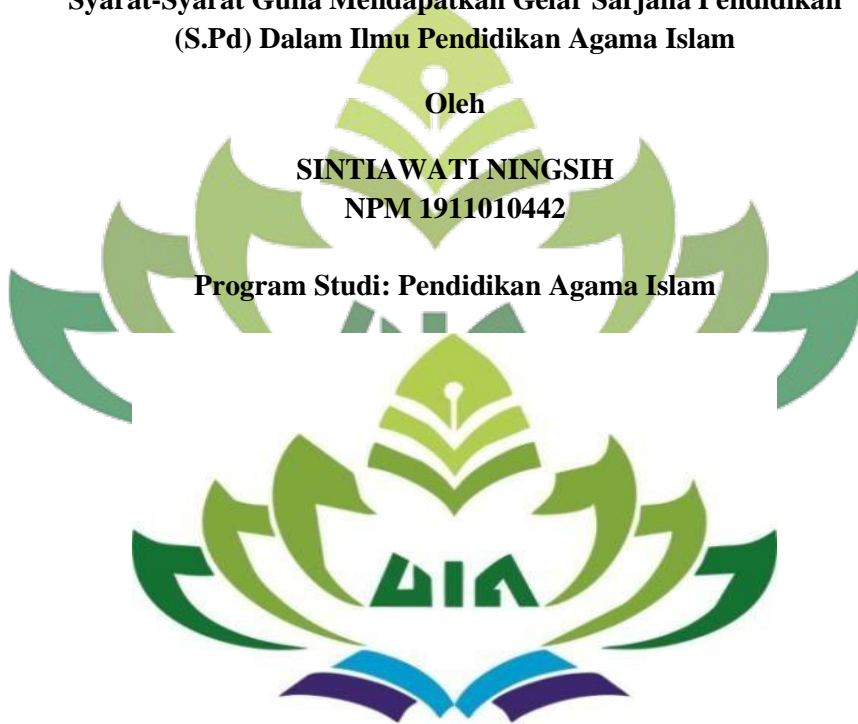 Syarat-Syarat Guna Mendapatkan Gelar Sarjana Pendidikan
(S.Pd) Dalam Ilmu Pendidikan Agama Islam
Oleh
SINTIAWATI NINGSIH
NPM 1911010442
Program Studi: Pendidikan Agama Islam
UIN